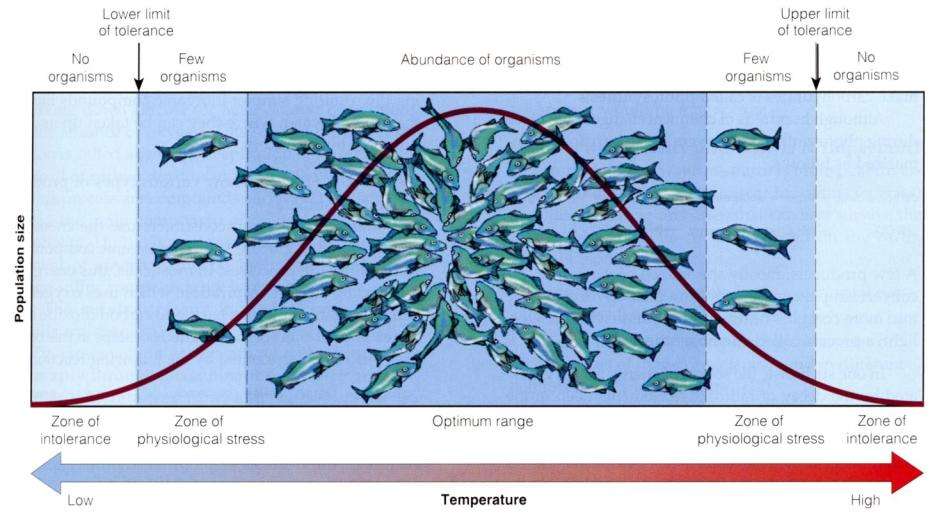 Lower limit
of tolerance
Upper limit
of tolerance
No
organisms
Few
organisms
Abundance of organisms
Few
organisms
No
organisms
Population size
Zone of
intolerance
Zone of
physiological stress
Optimum range
Zone of
physiological stress
Zone of
intolerance
Low
Temperature
High